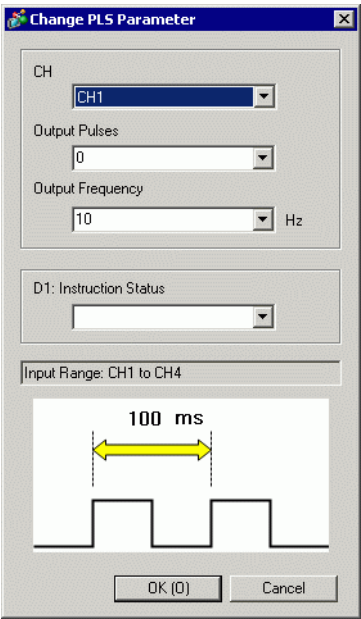 Change PLS Parameter
CH
CH1
Output Pulses
0
Output Frequency
10 Hz
D1: Instruction Status
Input Range: CH1 to CH4
100 ms
OK (O) Cancel